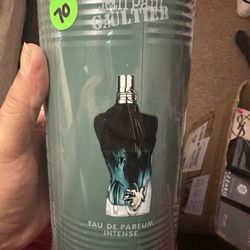 Jean Paul
GAULTIER
70
EAU DE PARFUM
INTENSE